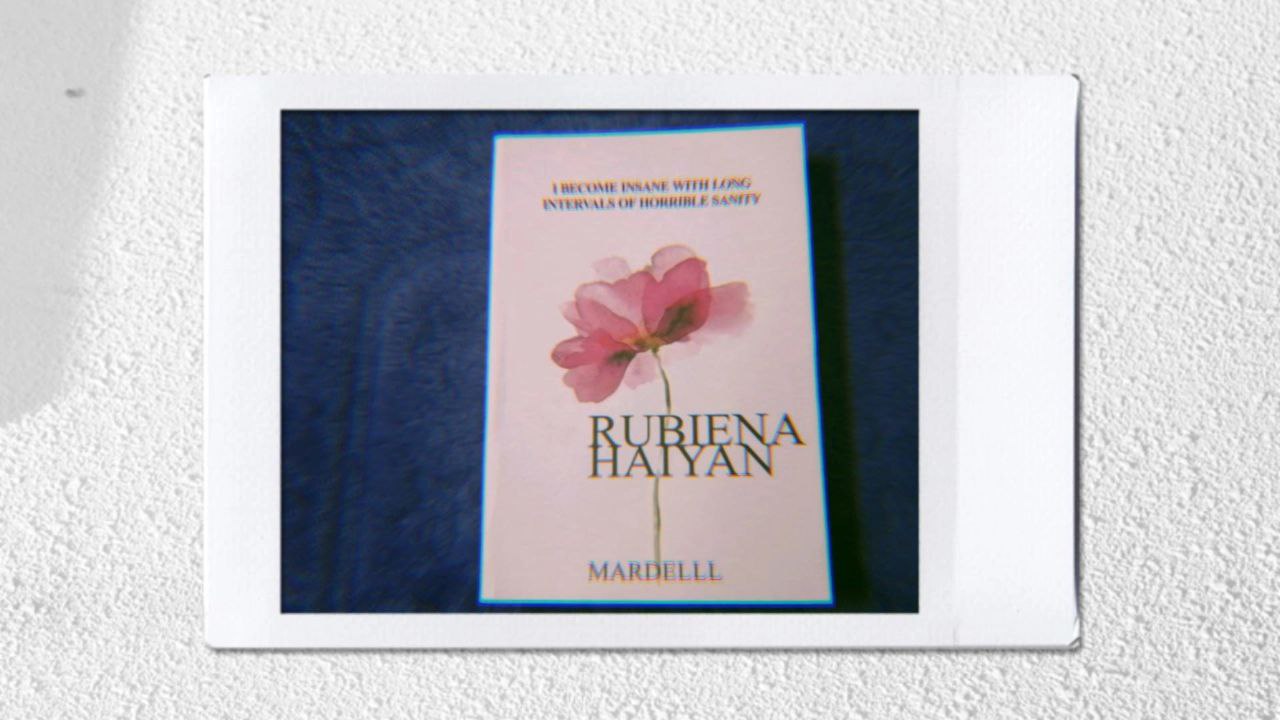 I BECOME INSANE WITH LONG
INTERVALS OF HORRIBLE SANITY
RUBIENA
HAIYAN
MARDELLL